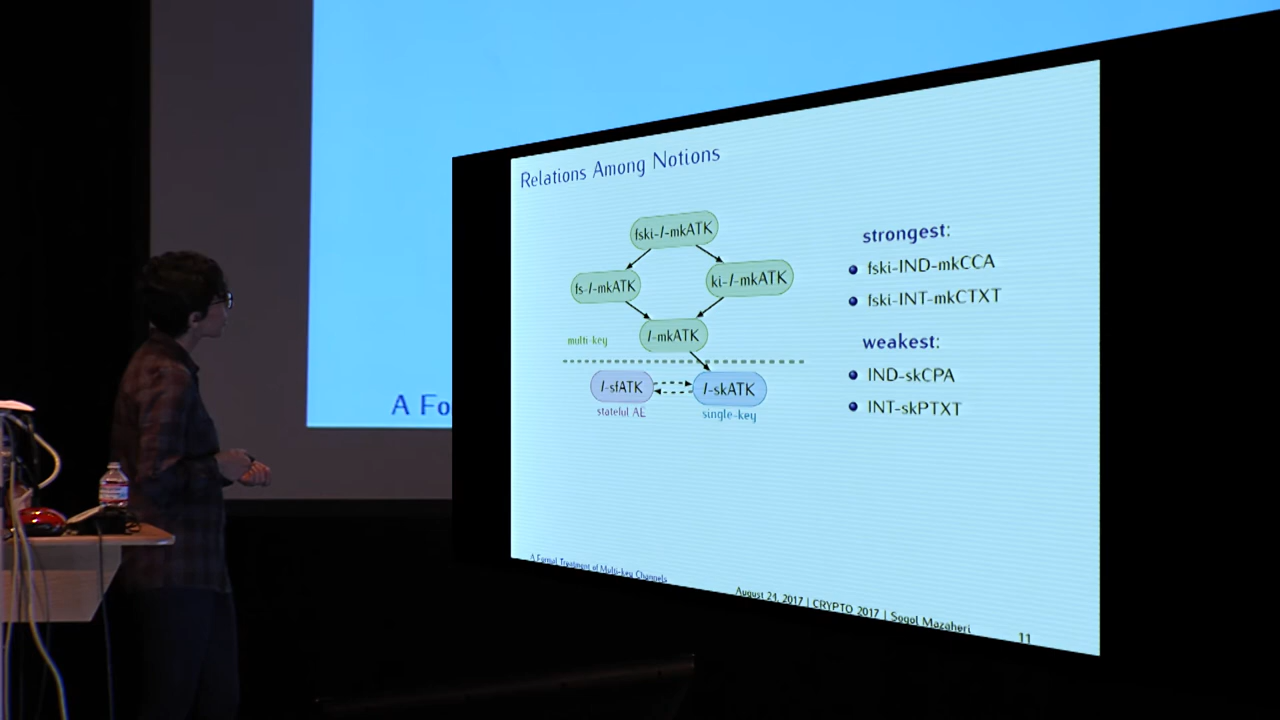 A Fo
Relations Among Notions
fski-I-mkATK
fs-I-mkATK
ki-I-mkATK
I-mkATK
multi-key
I-sfATK
I-skATK
stateful AE
single-key
strongest:
fski-IND-mkCCA
fski-INT-mkCTXT
weakest:
IND-skCPA
INT-skPTXT
A Formal Treatment of Multi-key Channels
August 24, 2017 | CRYPTO 2017 | Sogol Mazaheri
11